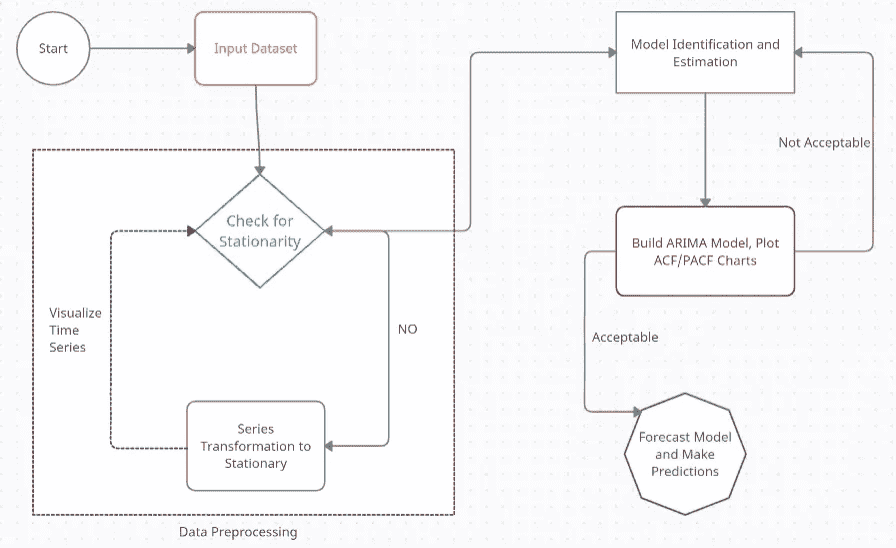 Start
Input Dataset
Check for
Stationarity
Visualize
Time
Series
NO
Series
Transformation to
Stationary
Data Preprocessing
Model Identification and
Estimation
Not Acceptable
Build ARIMA Model, Plot
ACF/PACF Charts
Acceptable
Forecast Model
and Make
Predictions